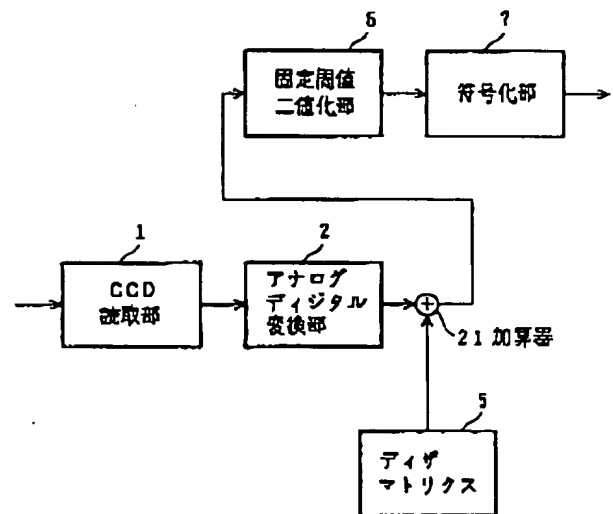 6
固定閾値
二値化部
7
符号化部
1
CCD
読取部
2
アナログ
ディジタル
変換部
21 加算器
5
ディザ
マトリクス